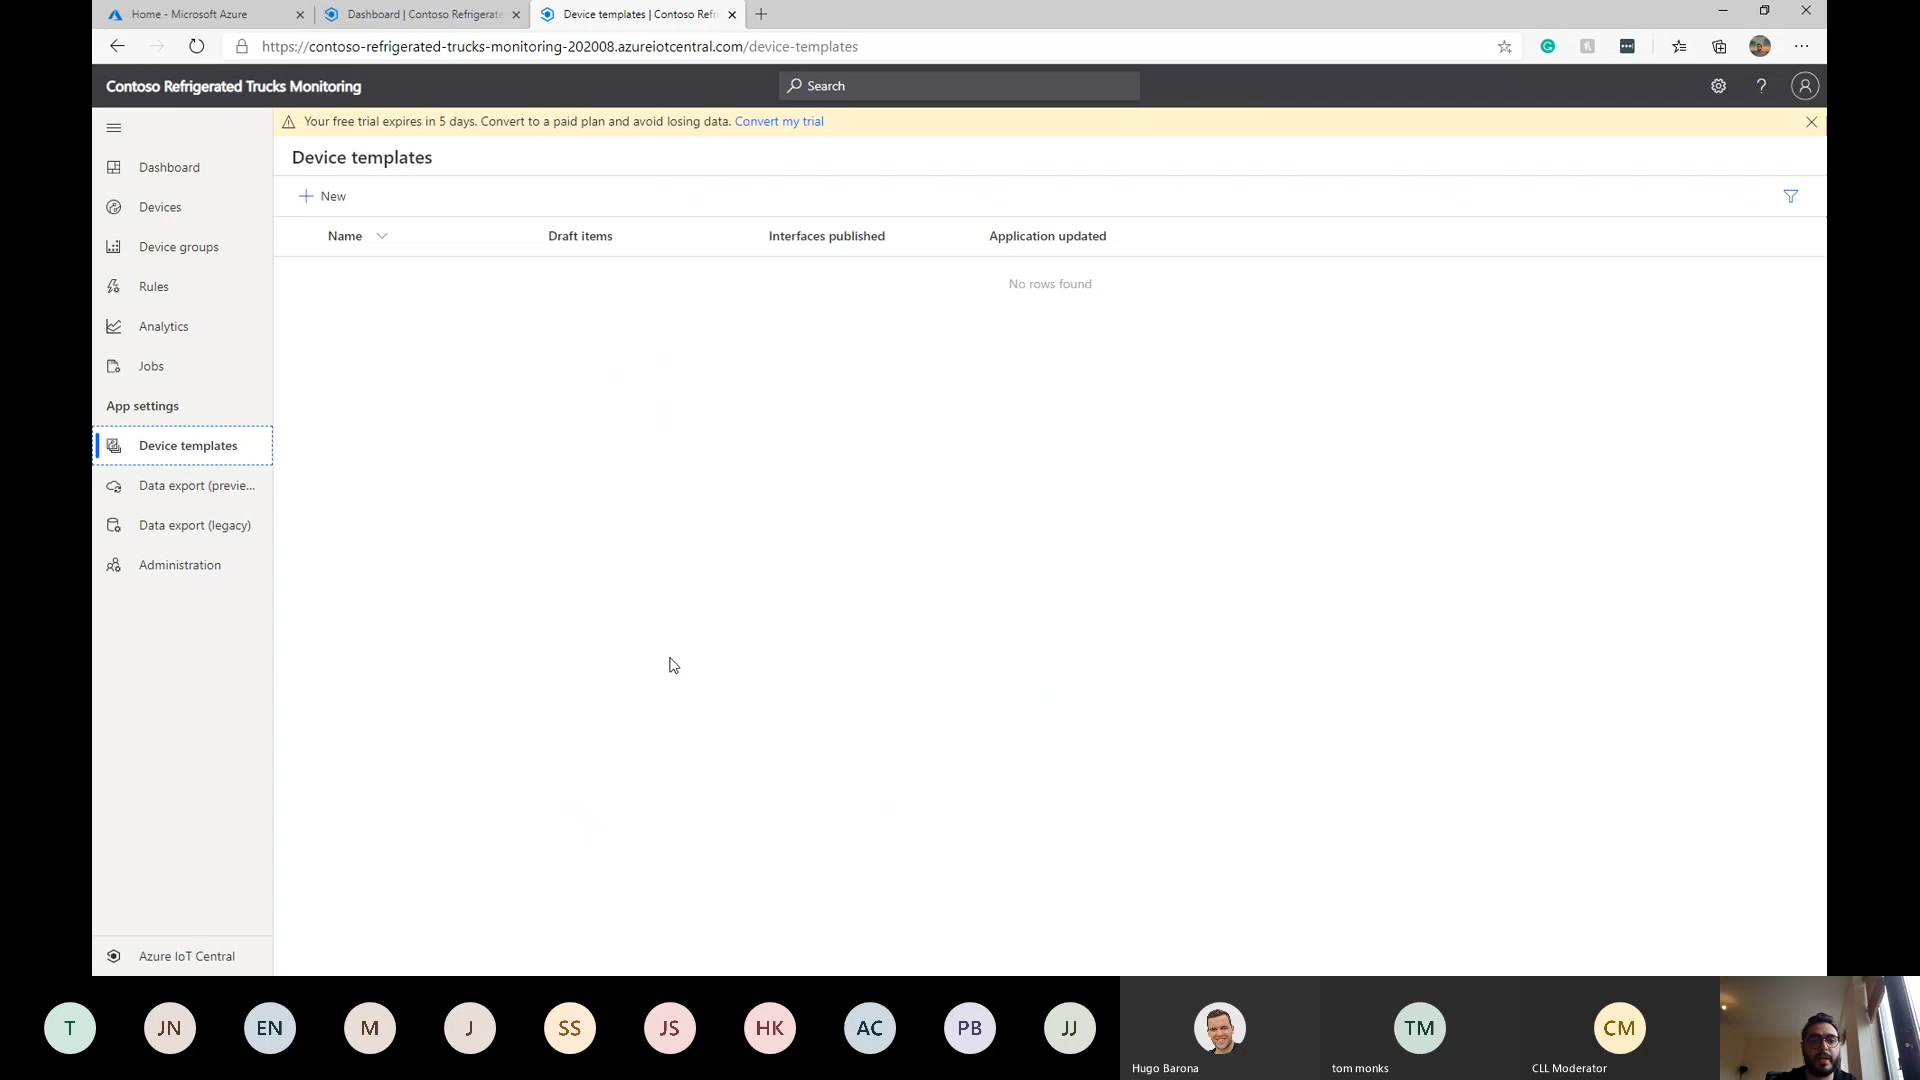 Home - Microsoft Azure
Dashboard | Contoso Refrigerate
Device templates | Contoso Refr
https://contoso-refrigerated-trucks-monitoring-202008.azureiotcentral.com/device-templates
Contoso Refrigerated Trucks Monitoring
Search
?
Your free trial expires in 5 days. Convert to a paid plan and avoid losing data. Convert my trial
Dashboard
Devices
Device groups
Rules
Analytics
Jobs
App settings
Device templates
Data export (previe...
Data export (legacy)
Administration
Azure IoT Central
Device templates
New
Name
Draft items
Interfaces published
Application updated
No rows found
T
JN
EN
M
J
SS
JS
HK
AC
PB
JJ
Hugo Barona
TM
tom monks
CM
CLL Moderator